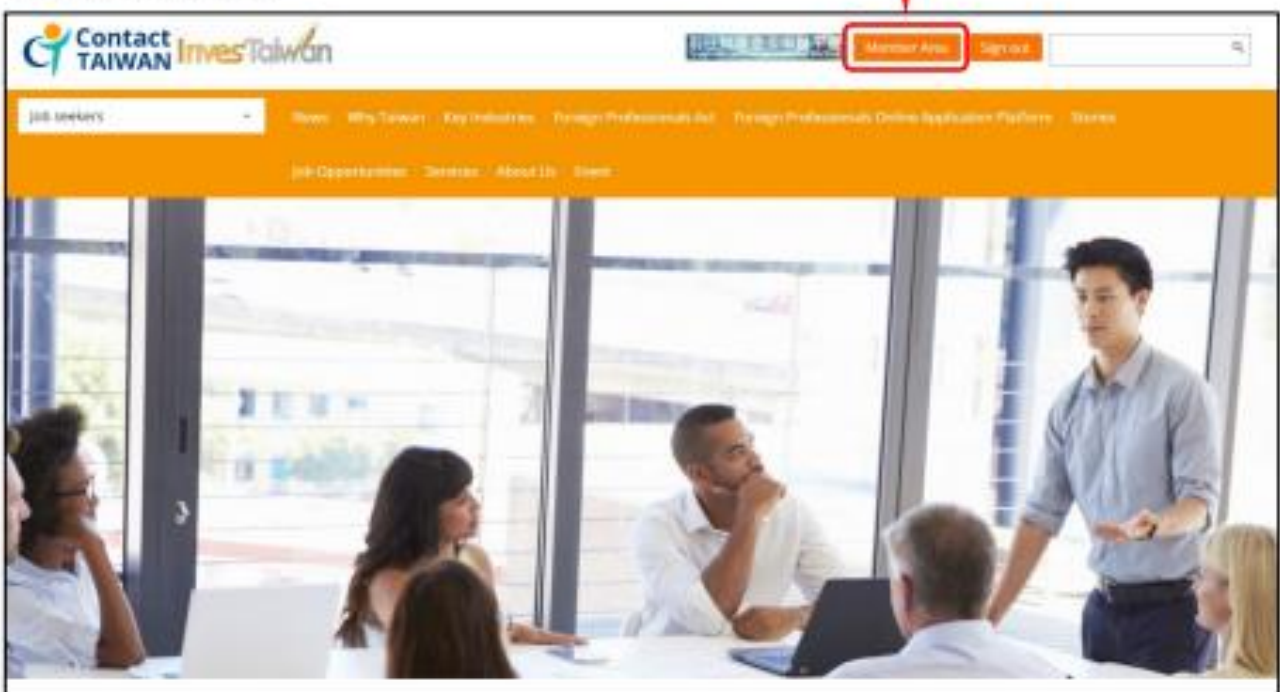 Contact
TAIWAN
InvesTaiwan
Member Area
Sign out
Job seekers
News Why Taiwan Key Industries Foreign Professionals Act Foreign Professionals Online Application Platform Stories
Job Opportunities Services About Us Event